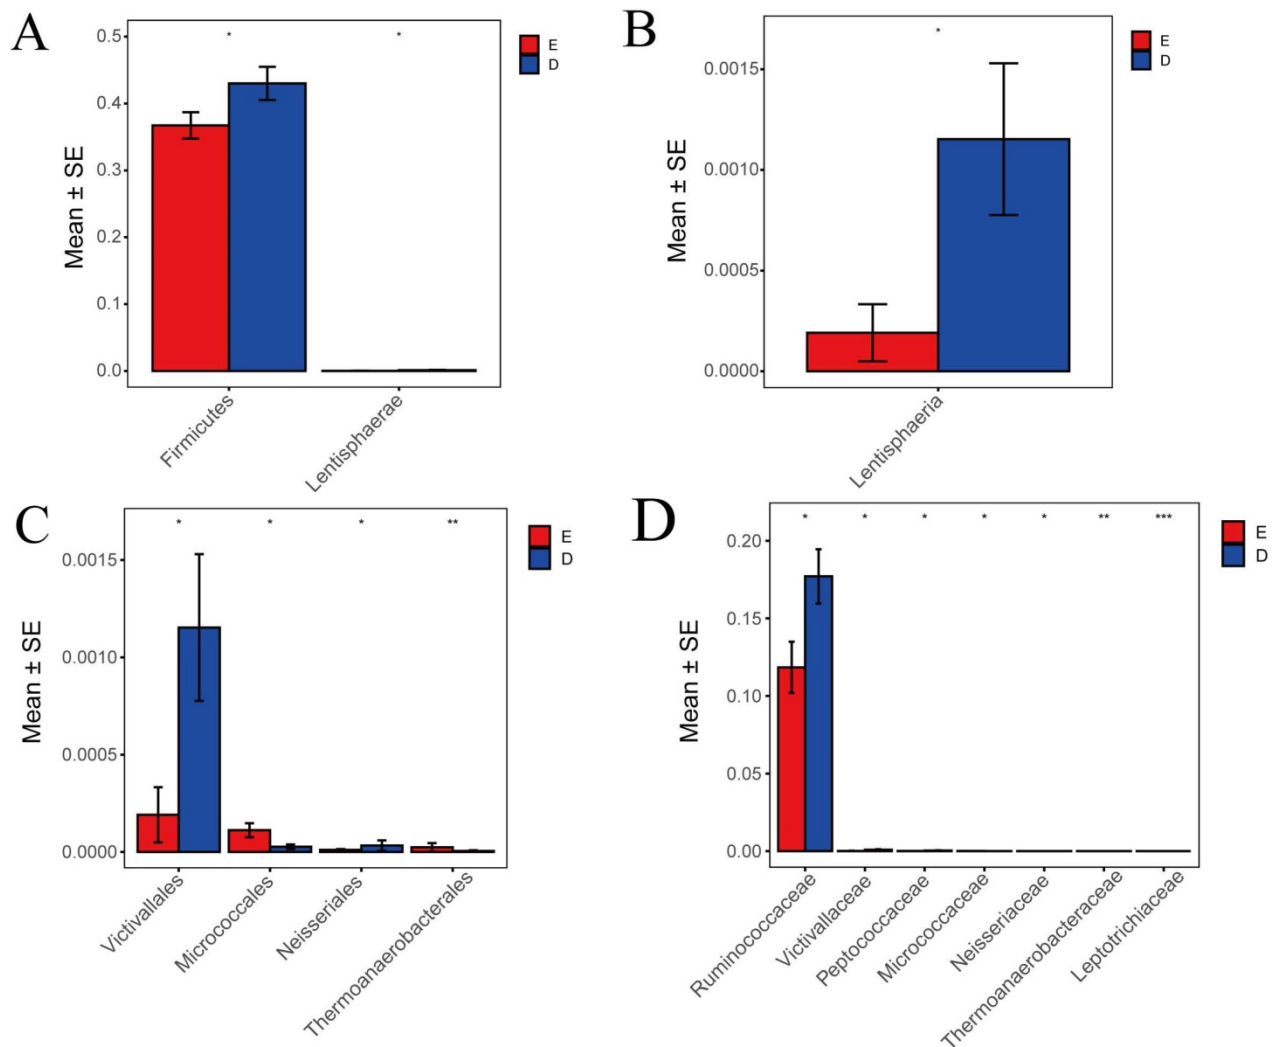 A
*
*
E
D
Mean ± SE
0.5
0.4
0.3
0.2
0.1
0.0
Firmicutes
Lentisphaerae
B
*
E
D
Mean ± SE
0.0015
0.0010
0.0005
0.0000
Lentisphaeria
C
*
*
*
**
E
D
Mean ± SE
0.0015
0.0010
0.0005
0.0000
Victivallales
Micrococcales
Neisseriales
Thermoanaerobacterales
D
*
*
*
*
*
**
***
E
D
Mean ± SE
0.20
0.15
0.10
0.05
0.00
Ruminococcaceae
Victivallaceae
Peptococcaceae
Micrococcaceae
Neisseriaceae
Thermoanaerobacteraceae
Leptotrichiaceae